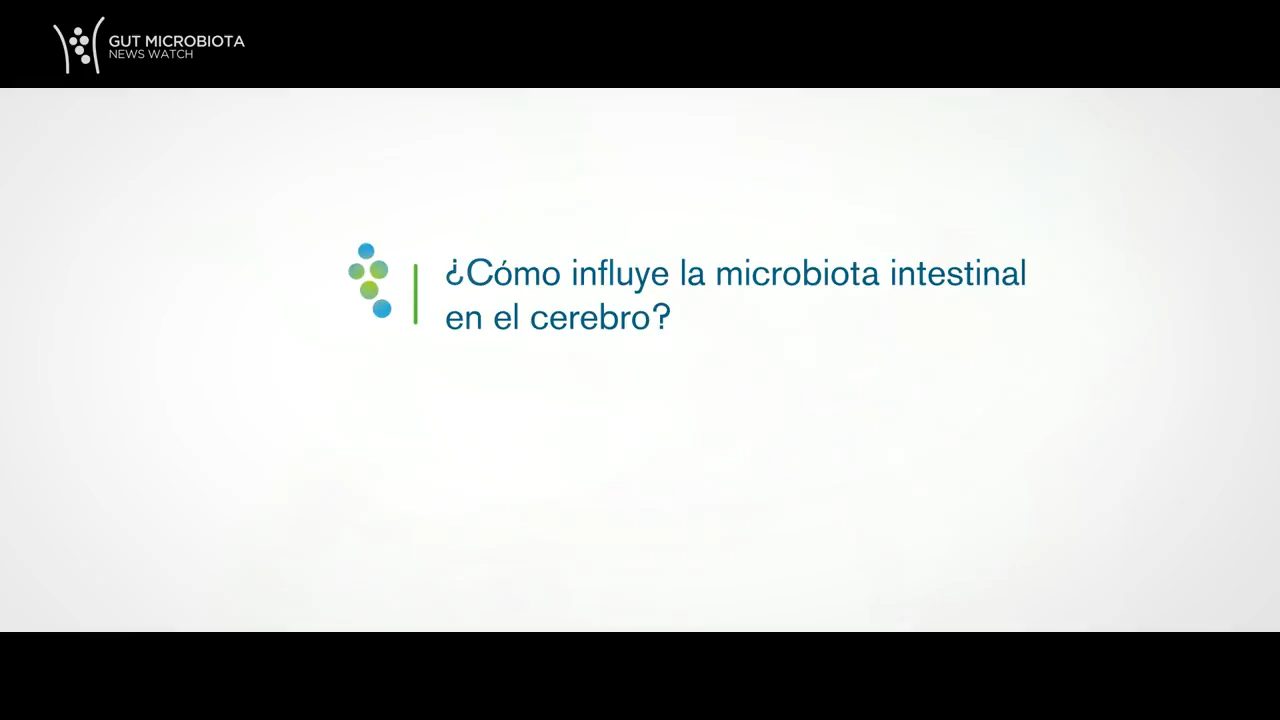 GUT MICROBIOTA
NEWS WATCH
¿Cómo influye la microbiota intestinal
en el cerebro?